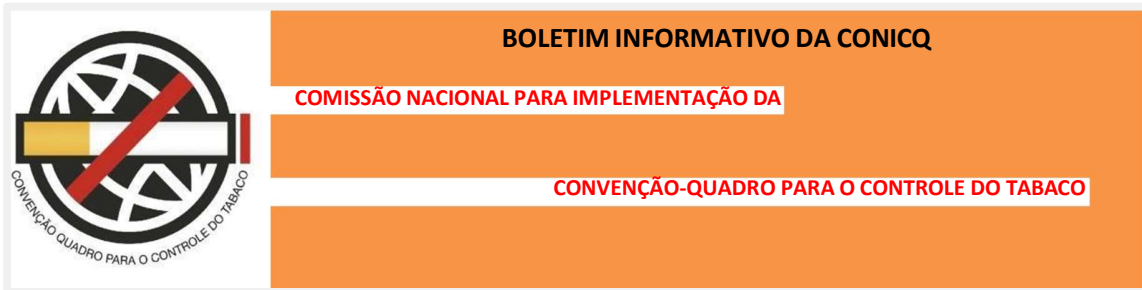 BOLETIM INFORMATIVO DA CONICQ
COMISSÃO NACIONAL PARA IMPLEMENTAÇÃO DA
CONVENÇÃO-QUADRO PARA O CONTROLE DO TABACO
CONVENÇÃO QUADRO PARA O CONTROLE DO TABACO